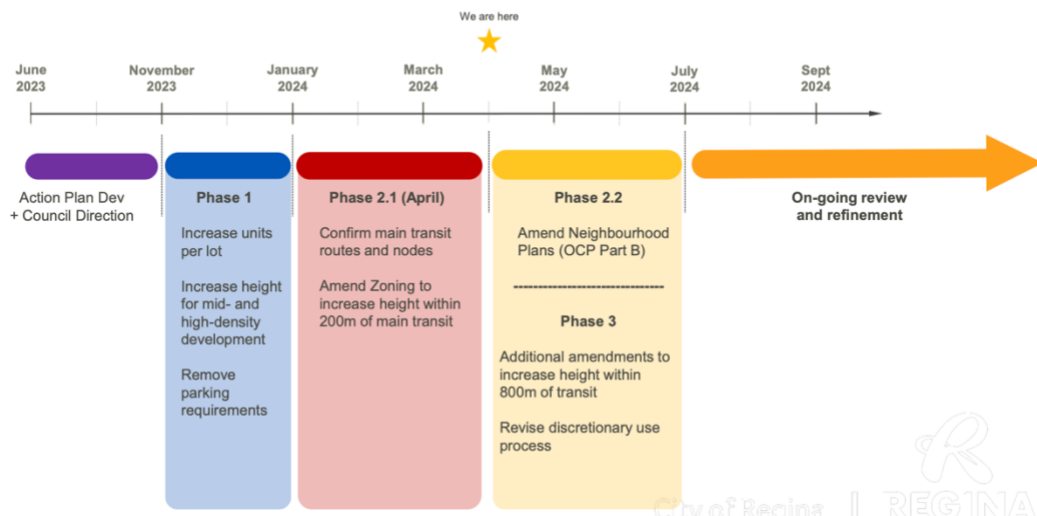 We are here
June
2023
November
2023
January
2024
March
2024
May
2024
July
2024
Sept
2024
Action Plan Dev
+ Council Direction
Phase 1
Increase units
per lot
Increase height
for mid- and
high-density
development
Remove
parking
requirements
Phase 2.1 (April)
Confirm main transit
routes and nodes
Amend Zoning to
increase height within
200m of main transit
Phase 2.2
Amend Neighbourhood
Plans (OCP Part B)
Phase 3
Additional amendments to
increase height within
800m of transit
Revise discretionary use
process
On-going review
and refinement
City of Regina | REGINA